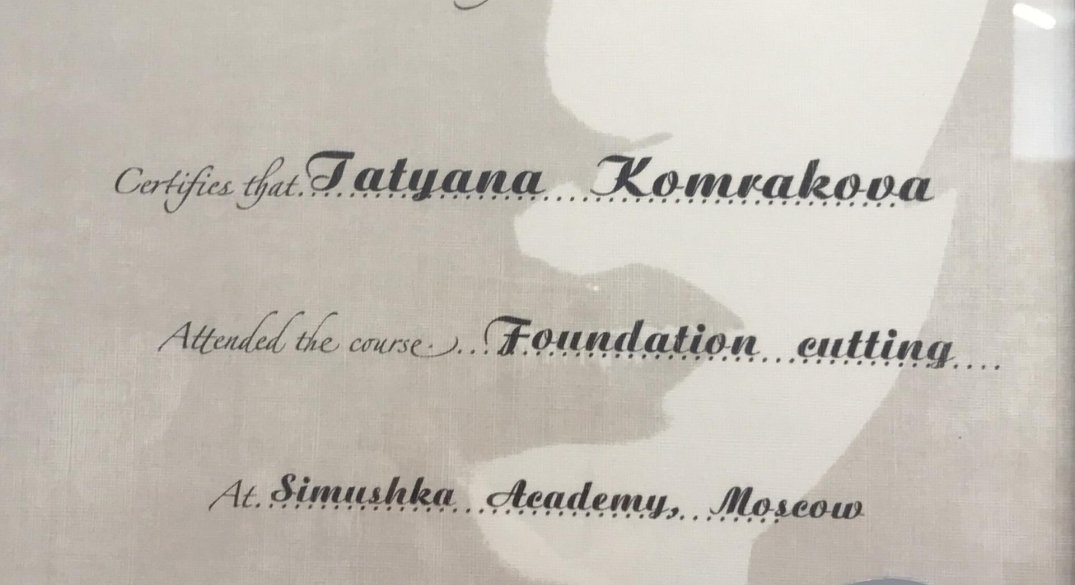 Certifies that Tatyana Komrakova
Attended the course Foundation cutting
At Simushka Academy, Moscow